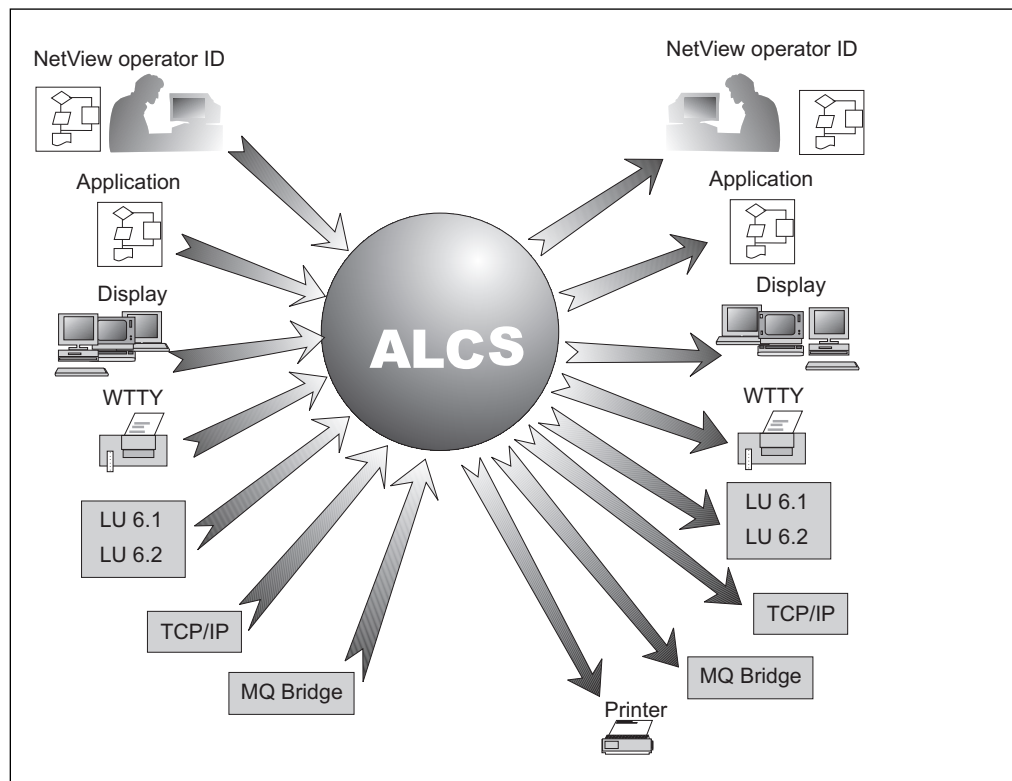 NetView operator ID
NetView operator ID
Application
Application
Display
Display
ALCS
WTTY
WTTY
LU 6.1
LU 6.2
LU 6.1
LU 6.2
TCP/IP
TCP/IP
MQ Bridge
MQ Bridge
Printer